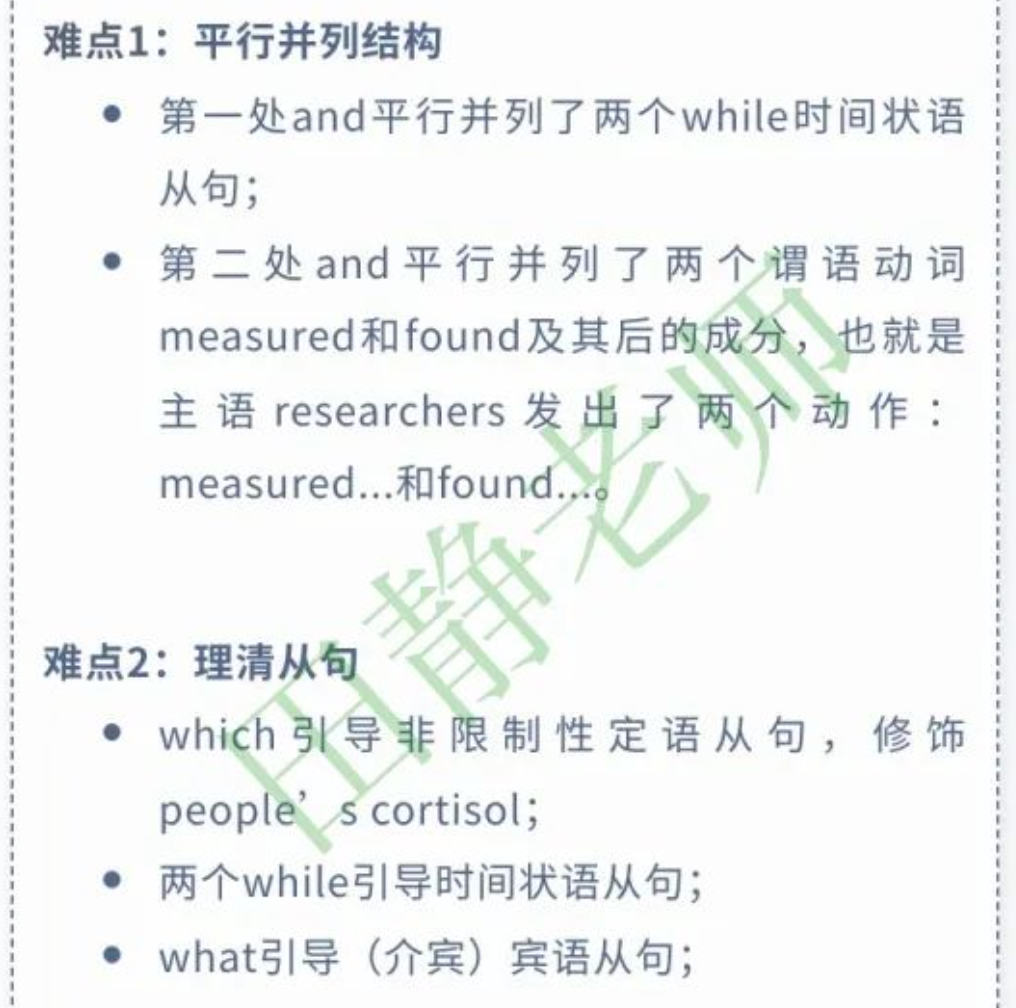 难点1：平行并列结构
第一处and平行并列了两个while时间状语
从句；
第二处and平行并列了两个谓语动词
measured和found及其后的成分，也就是
主语researchers发出了两个动作：
measured...和found...。
难点2：理清从句
which引导非限制性定语从句，修饰
people’s cortisol；
两个while引导时间状语从句；
what引导（介宾）宾语从句；
田静老师